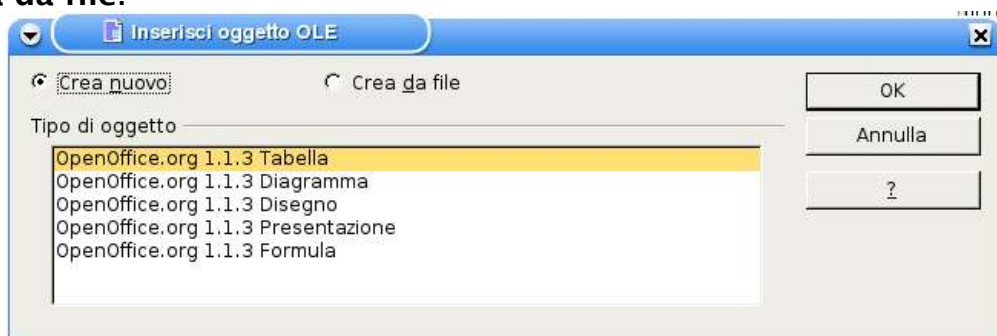 da file.
Inserisci oggetto OLE
Crea nuovo
Crea da file
OK
Tipo di oggetto
Annulla
OpenOffice.org 1.1.3 Tabella
OpenOffice.org 1.1.3 Diagramma
?
OpenOffice.org 1.1.3 Disegno
OpenOffice.org 1.1.3 Presentazione
OpenOffice.org 1.1.3 Formula